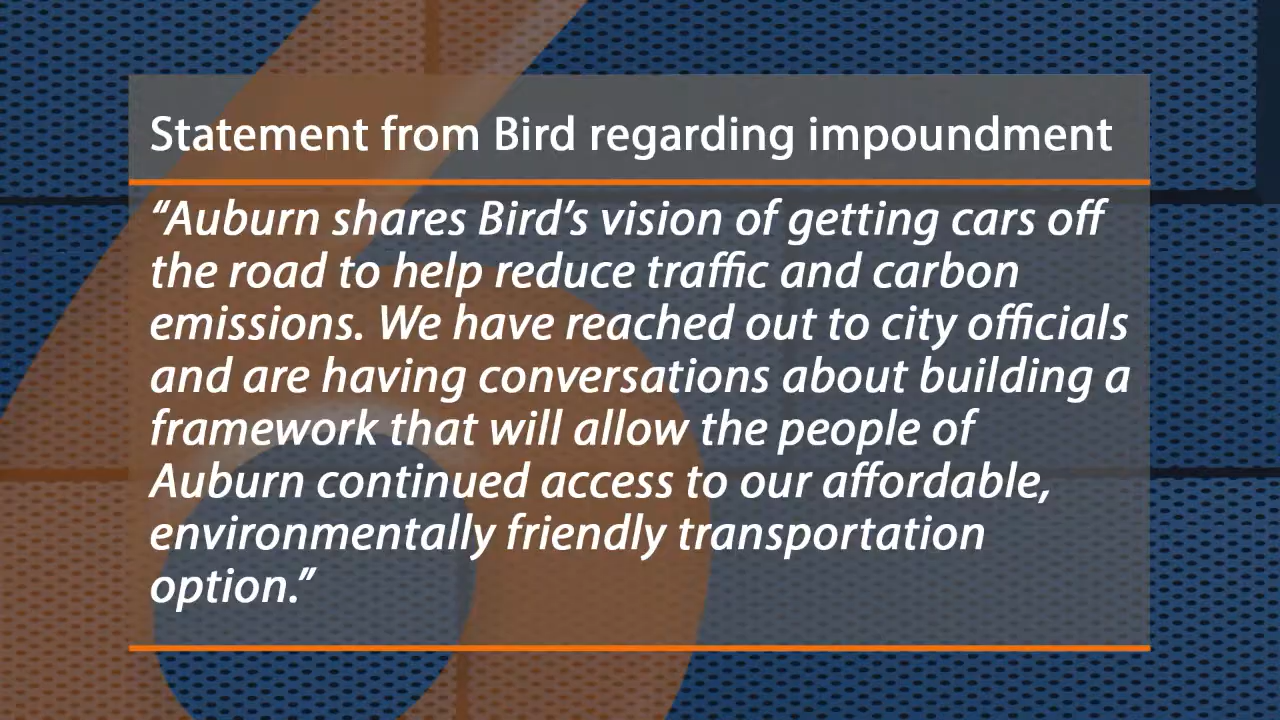 Statement from Bird regarding impoundment
“Auburn shares Bird’s vision of getting cars off
the road to help reduce traffic and carbon
emissions. We have reached out to city officials
and are having conversations about building a
framework that will allow the people of
Auburn continued access to our affordable,
environmentally friendly transportation
option.”